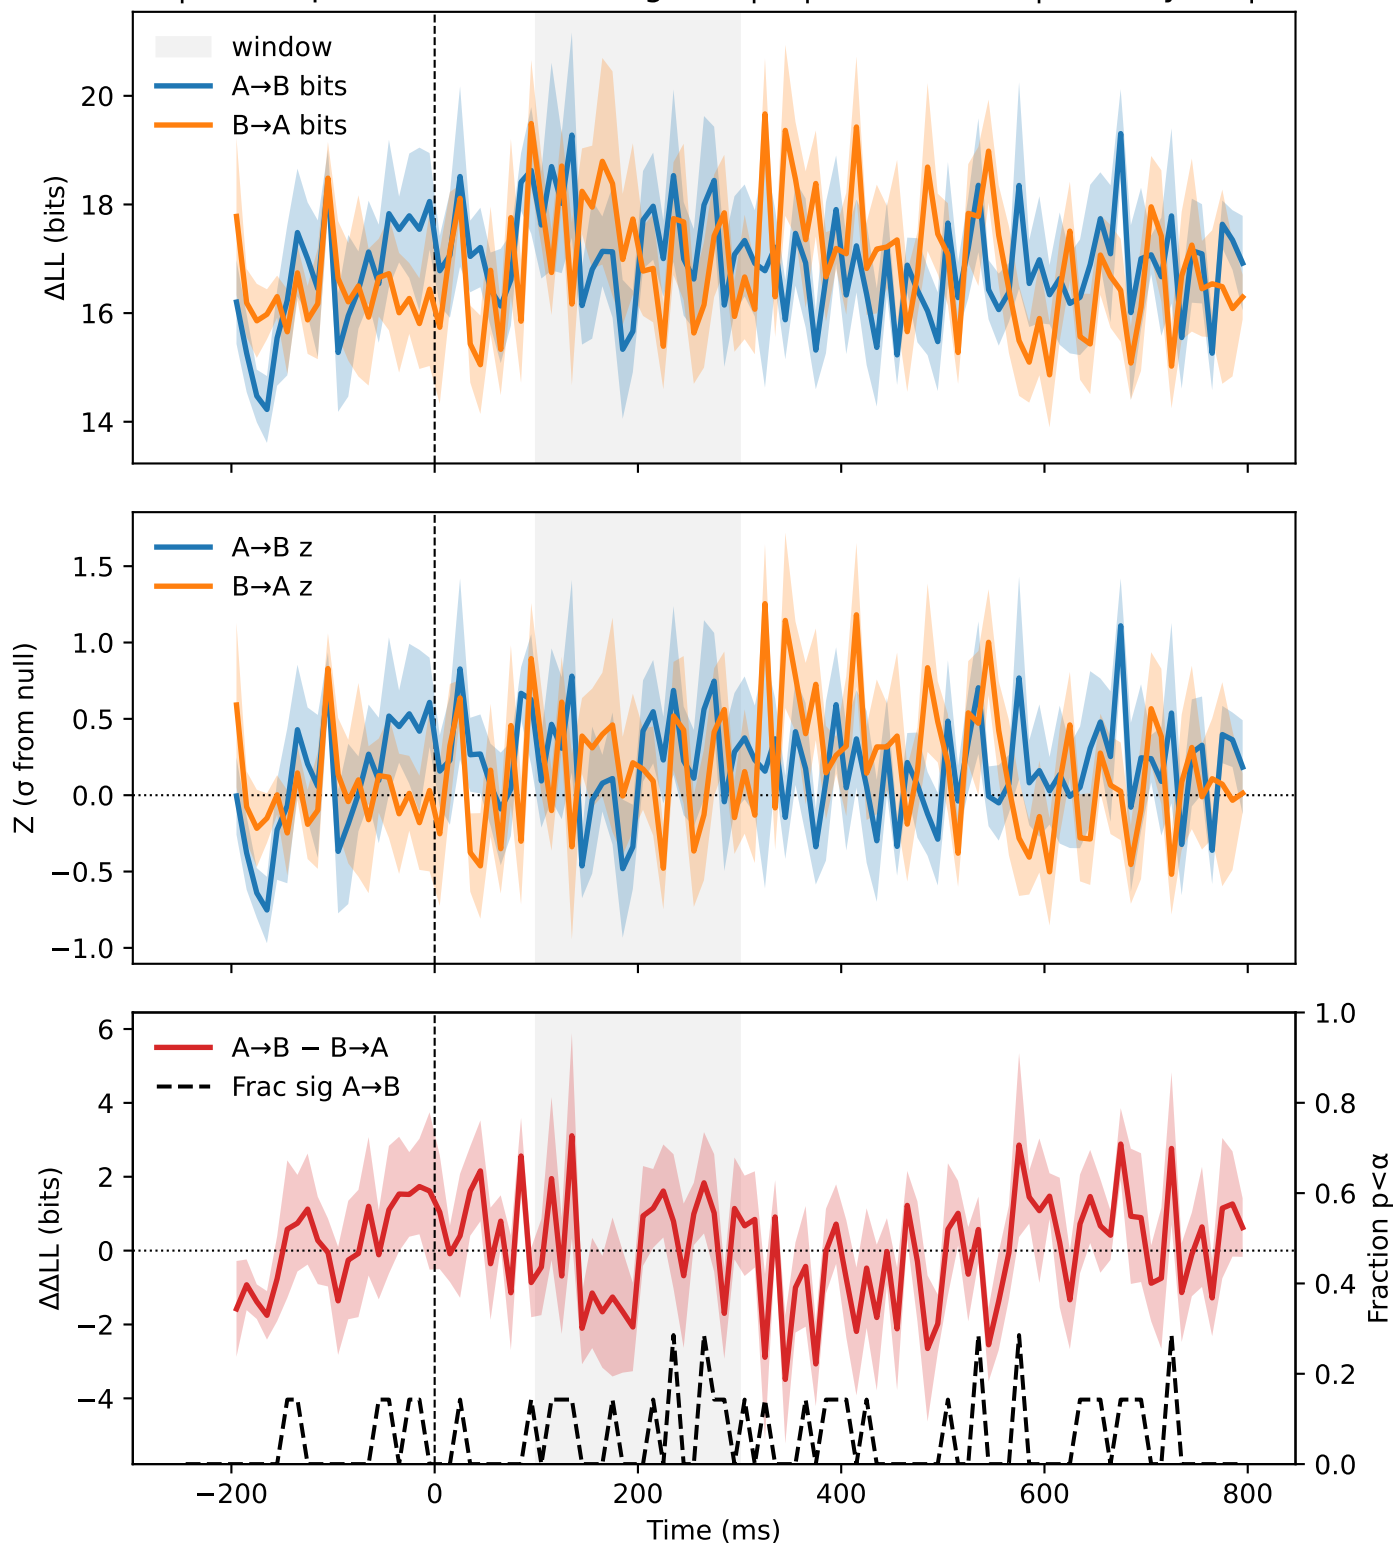 window
A→B bits
B→A bits
ΔLL (bits)
20
18
16
14
A→B z
B→A z
Z (σ from null)
1.5
1.0
0.5
0.0
−0.5
−1.0
A→B − B→A
Frac sig A→B
ΔΔLL (bits)
6
4
2
0
−2
−4
1.0
0.8
0.6
0.4
0.2
0.0
Fraction p<α
−200
0
200
400
600
800
Time (ms)